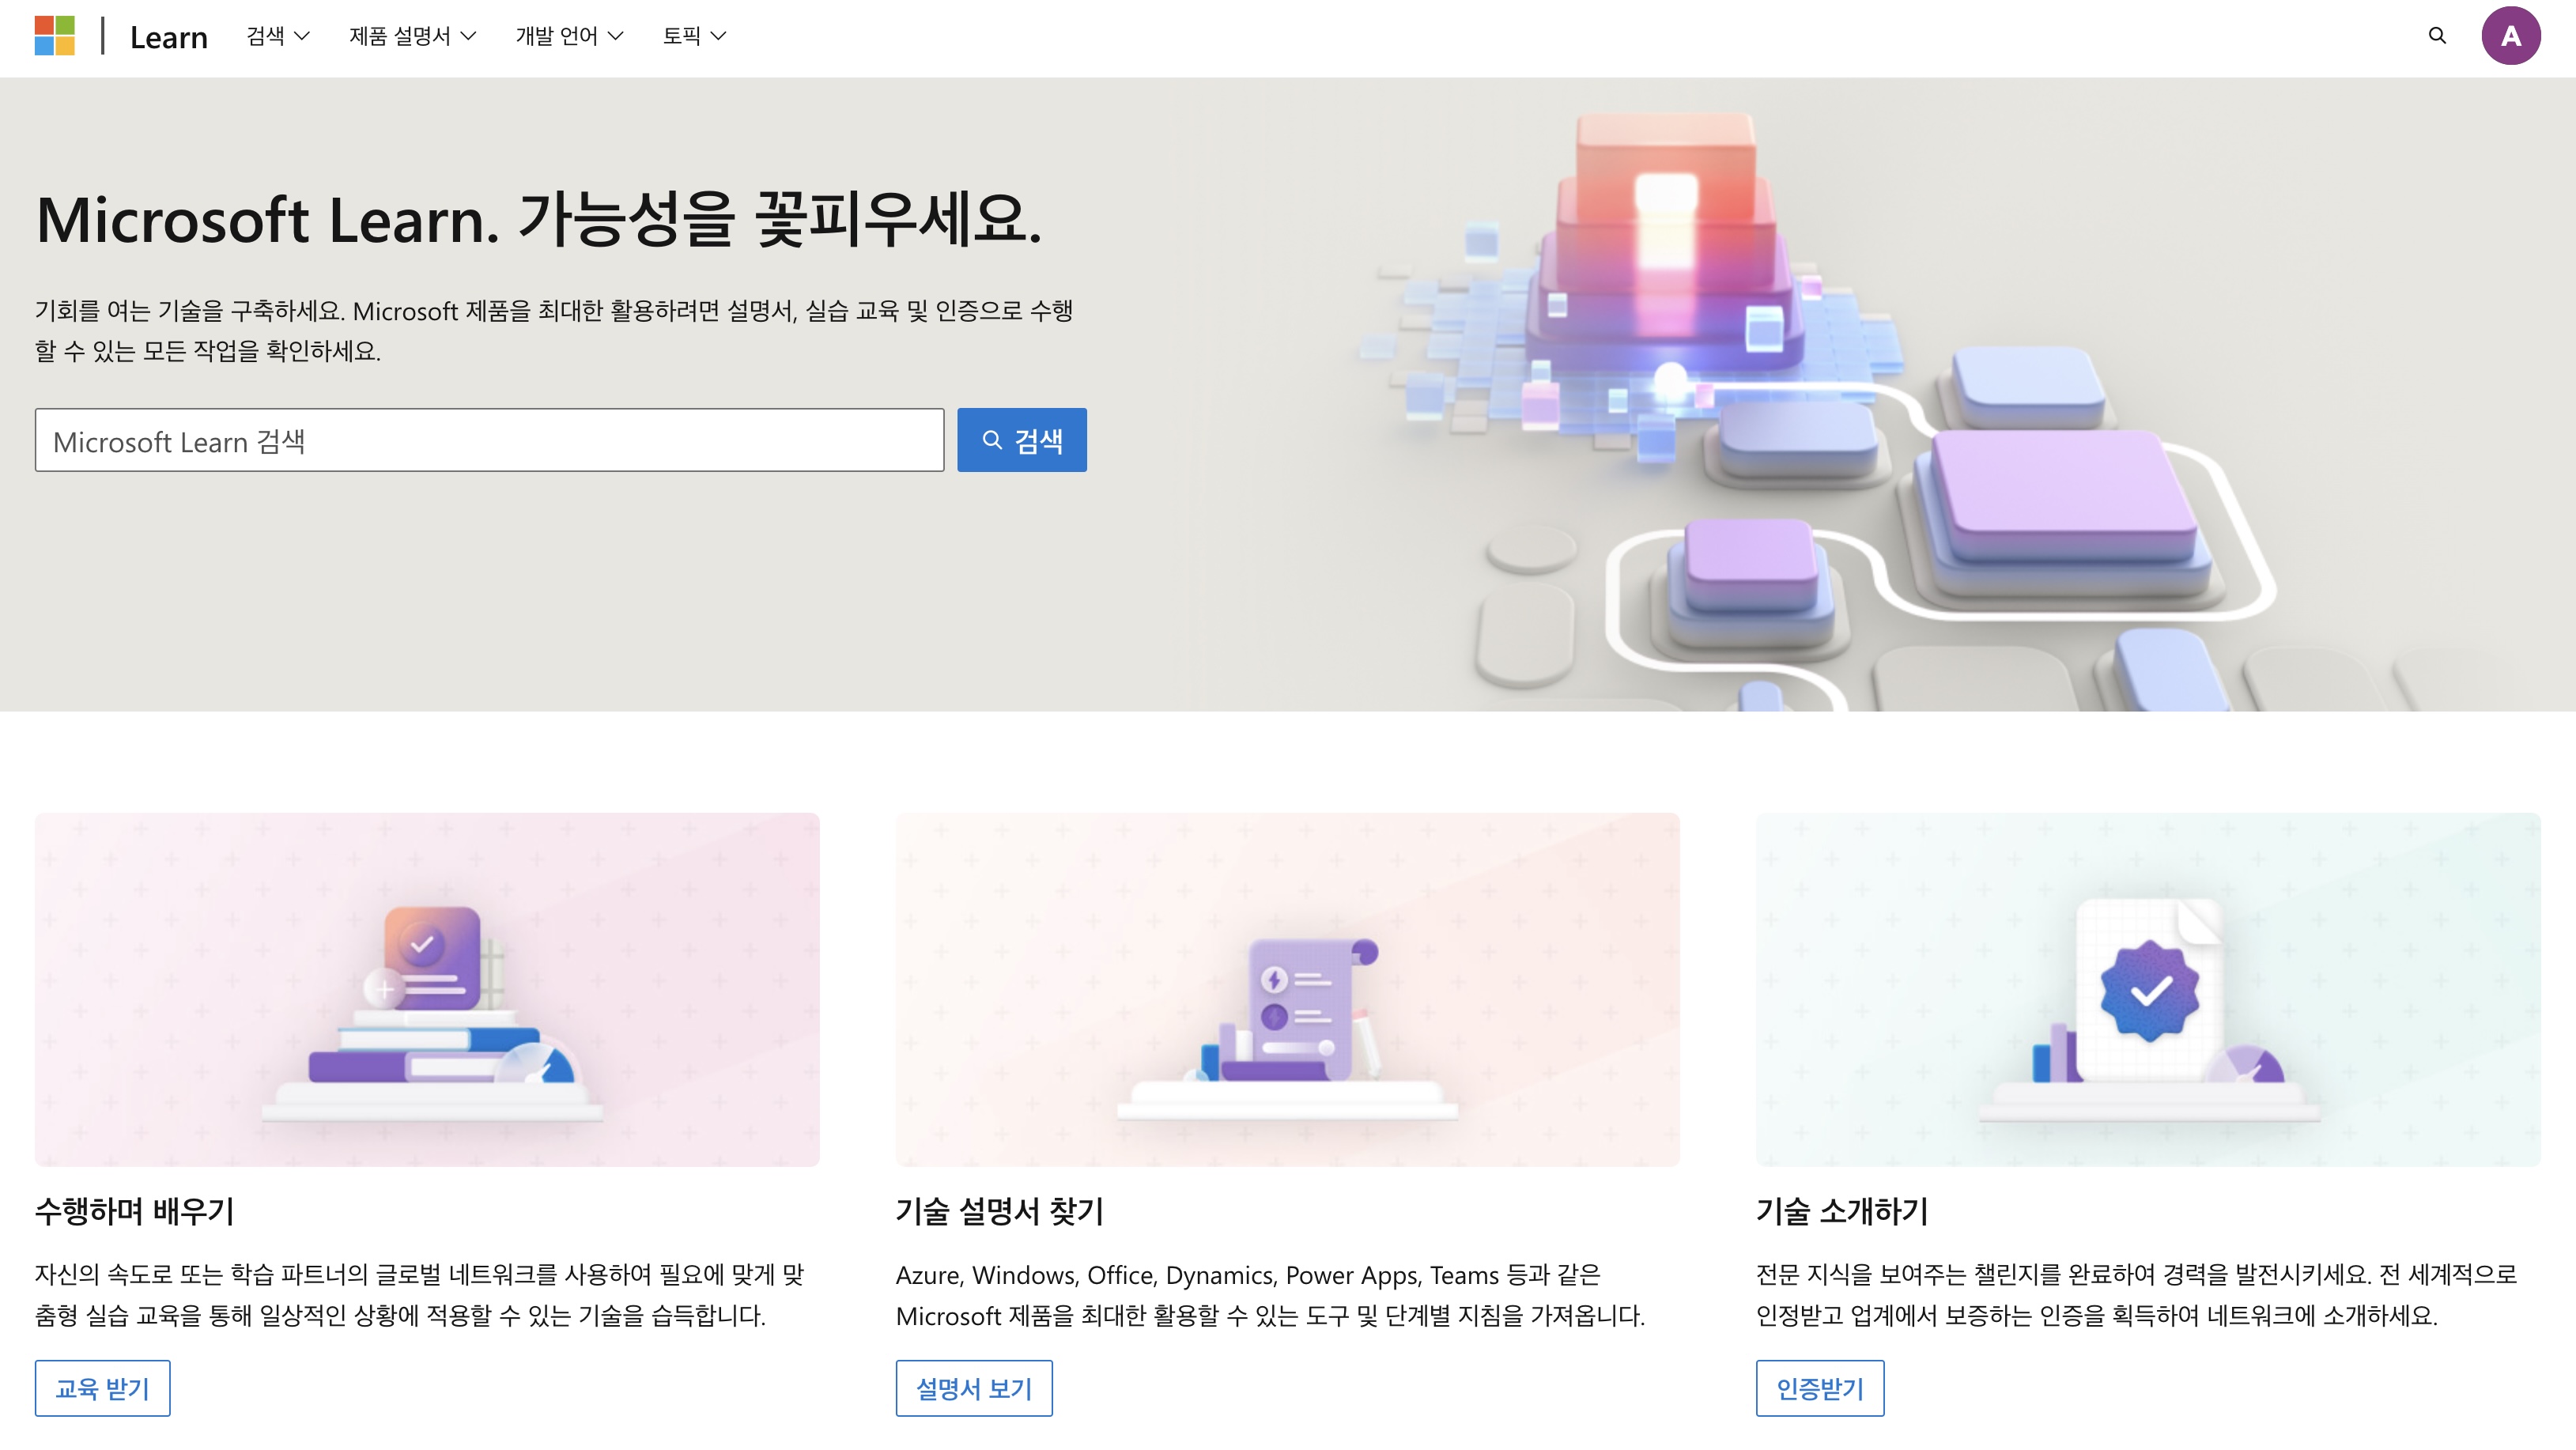 Learn
검색
제품 설명서
개발 언어
토픽
A
Microsoft Learn. 가능성을 꽃피우세요.
기회를 여는 기술을 구축하세요. Microsoft 제품을 최대한 활용하려면 설명서, 실습 교육 및 인증으로 수행
할 수 있는 모든 작업을 확인하세요.
Microsoft Learn 검색
검색
수행하며 배우기
자신의 속도로 또는 학습 파트너의 글로벌 네트워크를 사용하여 필요에 맞게 맞
춤형 실습 교육을 통해 일상적인 상황에 적용할 수 있는 기술을 습득합니다.
교육 받기
기술 설명서 찾기
Azure, Windows, Office, Dynamics, Power Apps, Teams 등과 같은
Microsoft 제품을 최대한 활용할 수 있는 도구 및 단계별 지침을 가져옵니다.
설명서 보기
기술 소개하기
전문 지식을 보여주는 챌린지를 완료하여 경력을 발전시키세요. 전 세계적으로
인정받고 업계에서 보증하는 인증을 획득하여 네트워크에 소개하세요.
인증받기